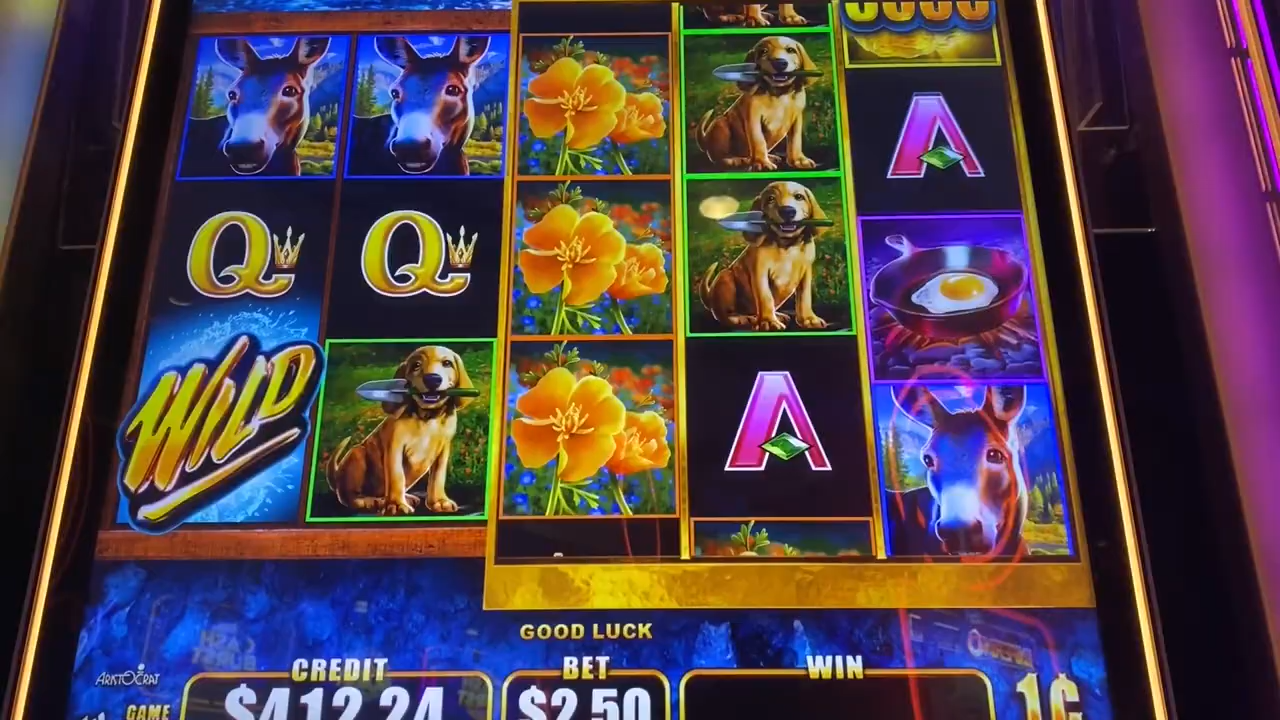 A
Q
Q
WILD
A
GOOD LUCK
CREDIT
BET
WIN
ARISTOCRAT
$412.24
$2.50
1¢
GAME